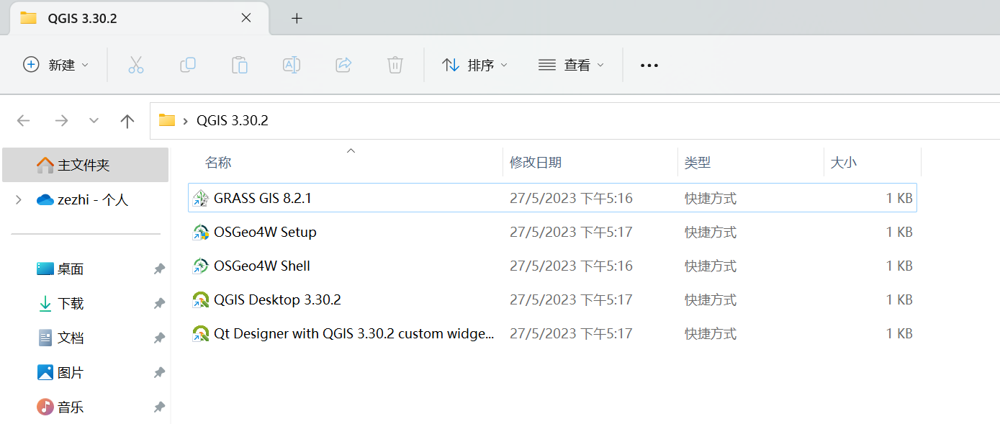 QGIS 3.30.2
新建
排序
查看
QGIS 3.30.2
主文件夹
zezhi - 个人
桌面
下载
文档
图片
音乐
名称 修改日期 类型 大小
GRASS GIS 8.2.1 27/5/2023 下午5:16 快捷方式 1 KB
OSGeo4W Setup 27/5/2023 下午5:17 快捷方式 1 KB
OSGeo4W Shell 27/5/2023 下午5:16 快捷方式 1 KB
QGIS Desktop 3.30.2 27/5/2023 下午5:17 快捷方式 1 KB
Qt Designer with QGIS 3.30.2 custom widge... 27/5/2023 下午5:17 快捷方式 1 KB